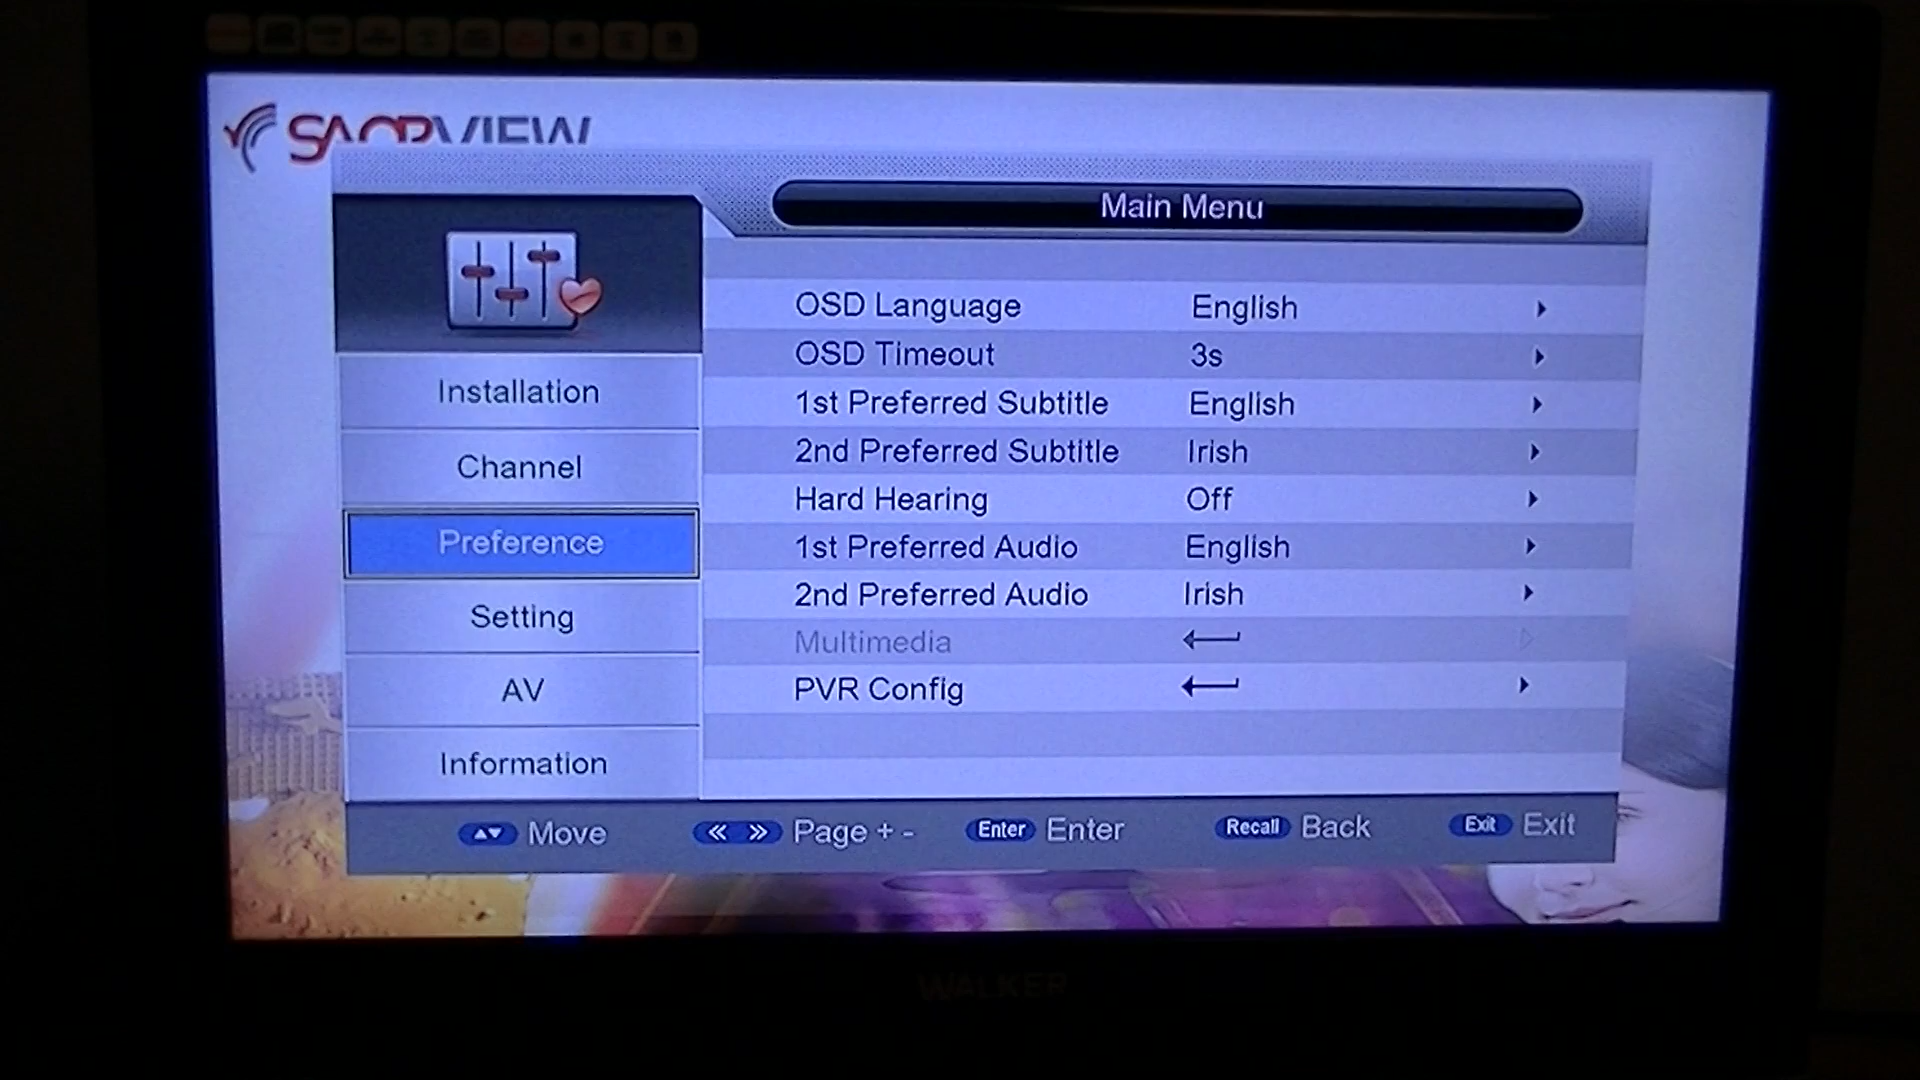 SAORVIEW
Main Menu
Installation
Channel
Preference
Setting
AV
Information
OSD Language English
OSD Timeout 3s
1st Preferred Subtitle English
2nd Preferred Subtitle Irish
Hard Hearing Off
1st Preferred Audio English
2nd Preferred Audio Irish
Multimedia
PVR Config
Move Page + - Enter Enter Recall Back Exit Exit
WALKER